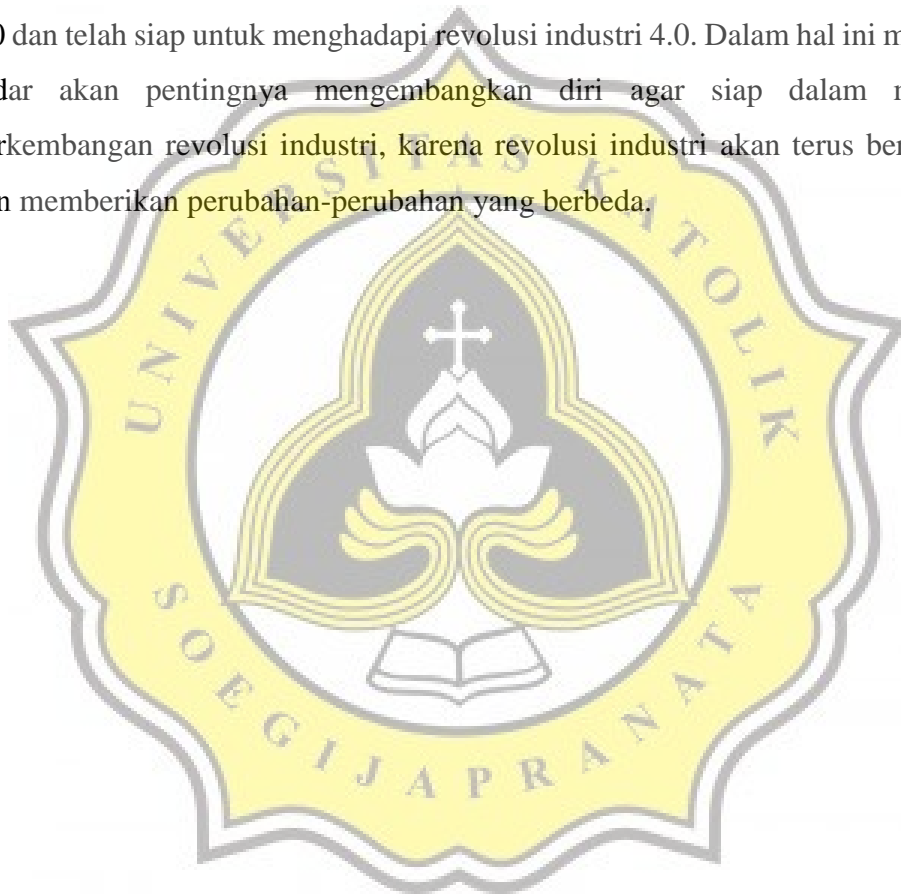 0 dan telah siap untuk menghadapi revolusi industri 4.0. Dalam hal ini m
dar akan pentingnya mengembangkan diri agar siap dalam m
rkembangan revolusi industri, karena revolusi industri akan terus ber
n memberikan perubahan-perubahan yang berbeda.
UNIVERSITAS KATOLIK
SOEGIJAPRANATA